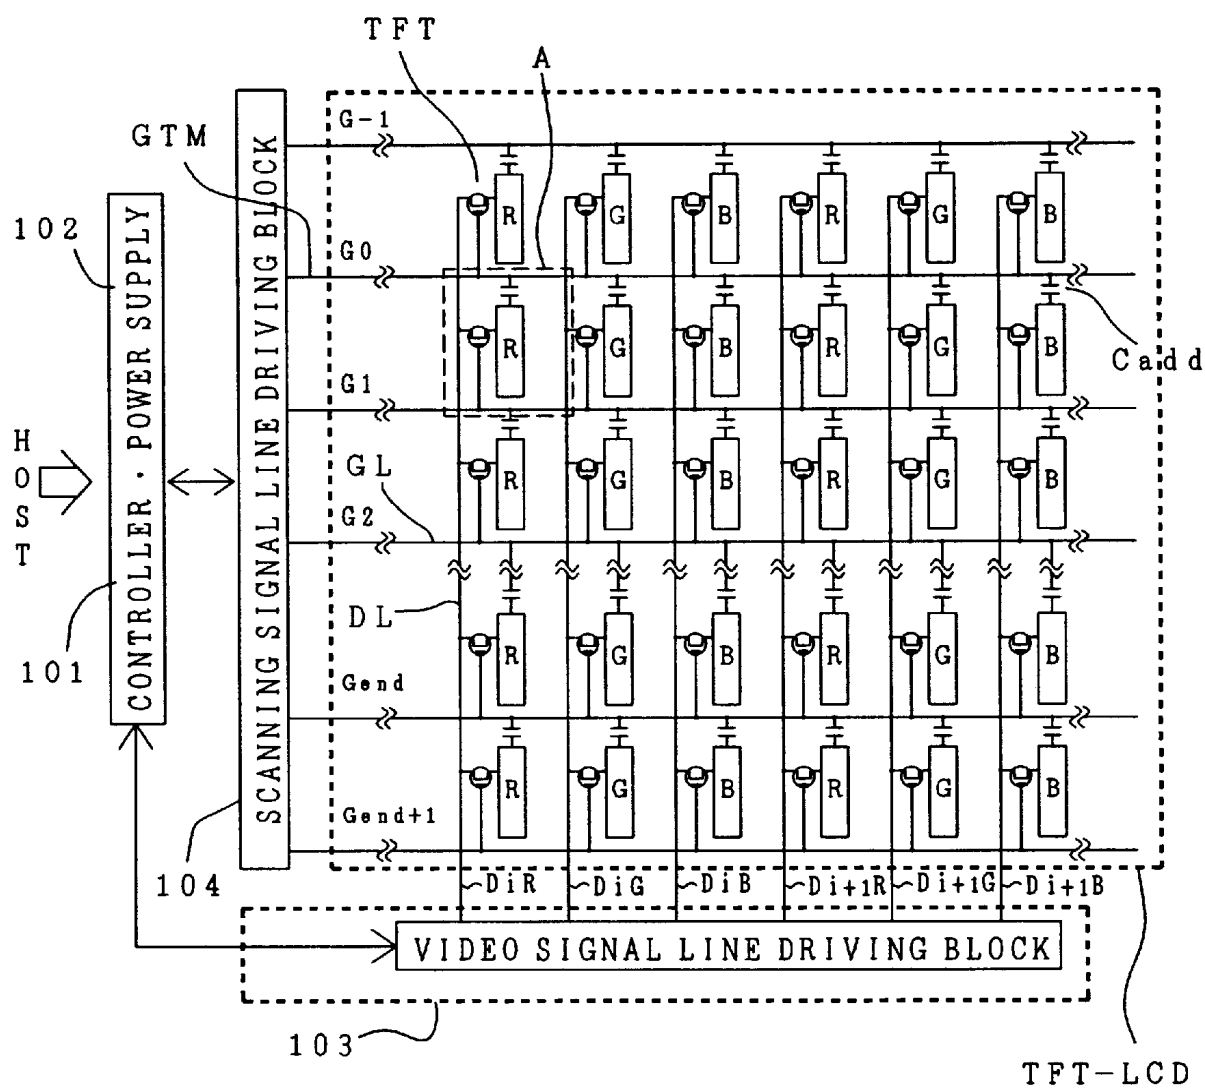 TFT
A
G-1
GTM
R G B R G B
102
G0
Cadd
R G B R G B
G1
HOST
GL
R G B R G B
G2
DL
R G B R G B
101
Gend
R G B R G B
Gend+1
CONTROLLER · POWER SUPPLY
SCANNING SIGNAL LINE DRIVING BLOCK
104
DiR DiG DiB Di+1R Di+1G Di+1B
VIDEO SIGNAL LINE DRIVING BLOCK
103
TFT-LCD